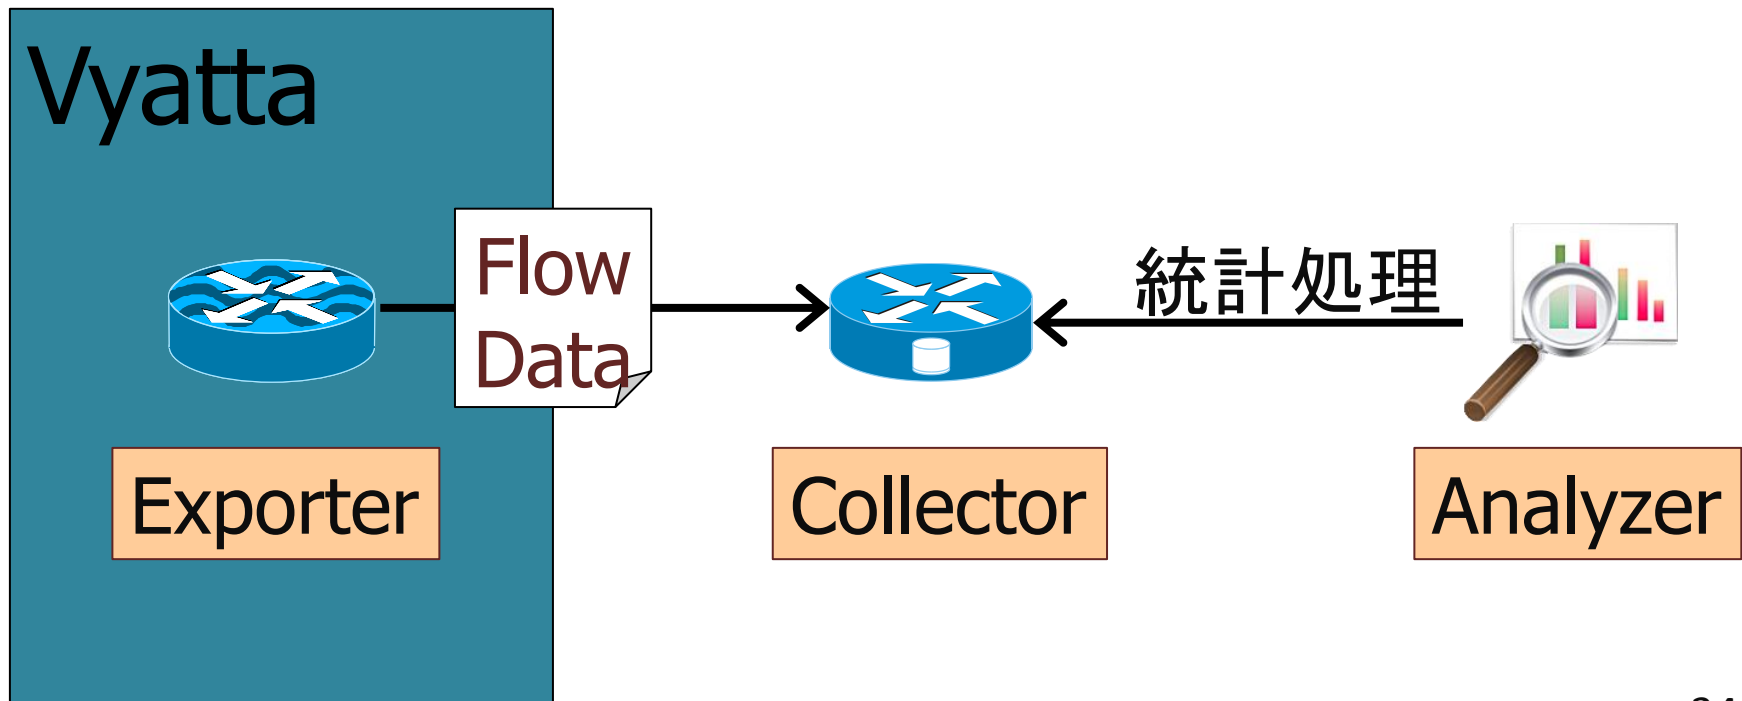 Vyatta
Flow
Data
統計処理
Exporter
Collector
Analyzer